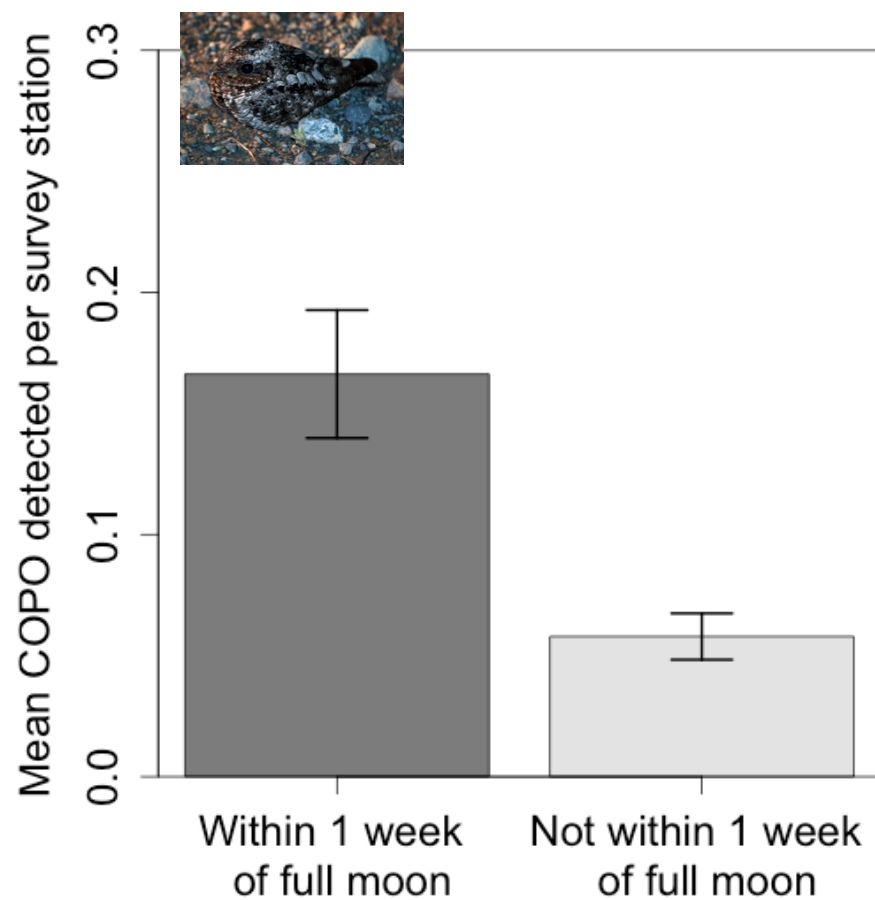 Mean COPO detected per survey station
0.3
0.2
0.1
0.0
Within 1 week
of full moon
Not within 1 week
of full moon